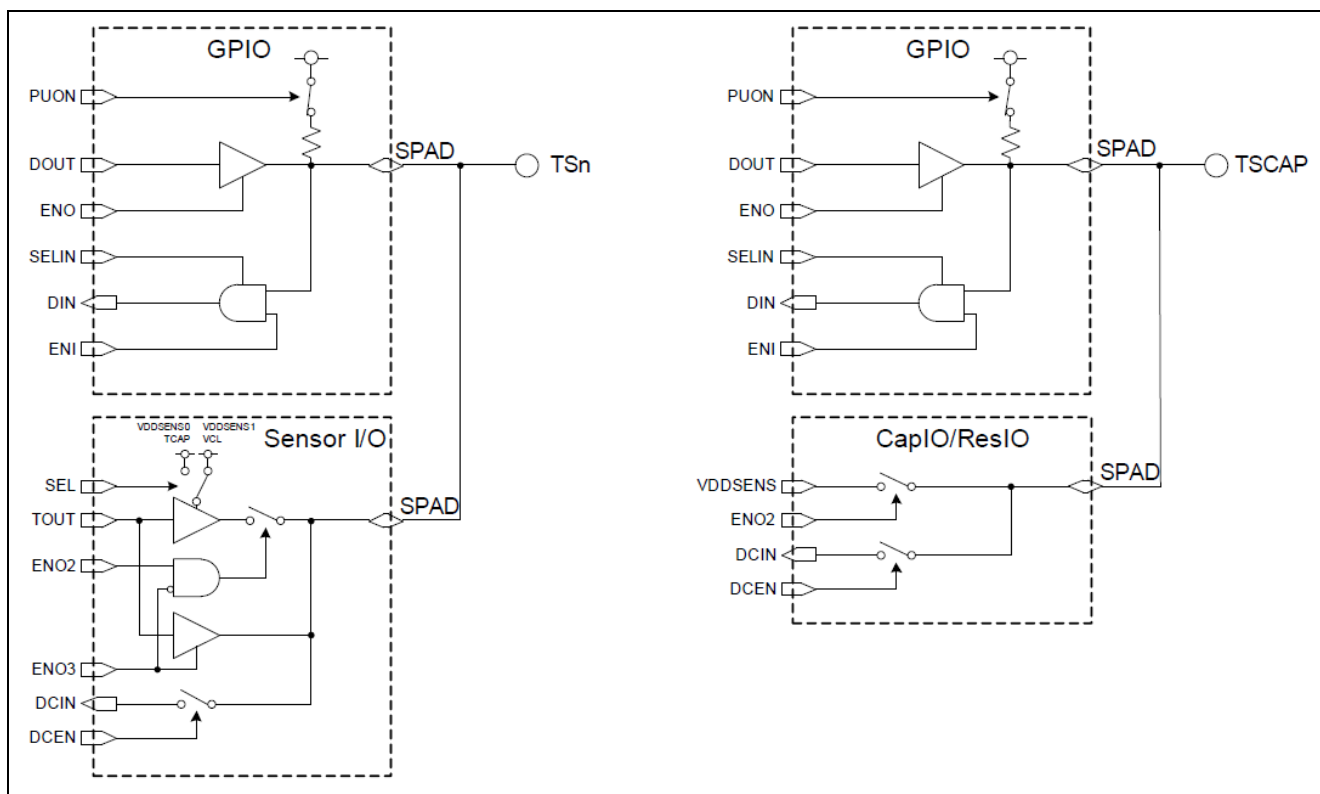 GPIO
PUON
DOUT
ENO
SELIN
DIN
ENI
SPAD
TSn
VDDSENS0 VDDSENS1
TCAP VCL
Sensor I/O
SEL
TOUT
ENO2
ENO3
DCIN
DCEN
SPAD
GPIO
PUON
DOUT
ENO
SELIN
DIN
ENI
SPAD
TSCAP
CapIO/ResIO
VDDSENS
ENO2
DCIN
DCEN
SPAD